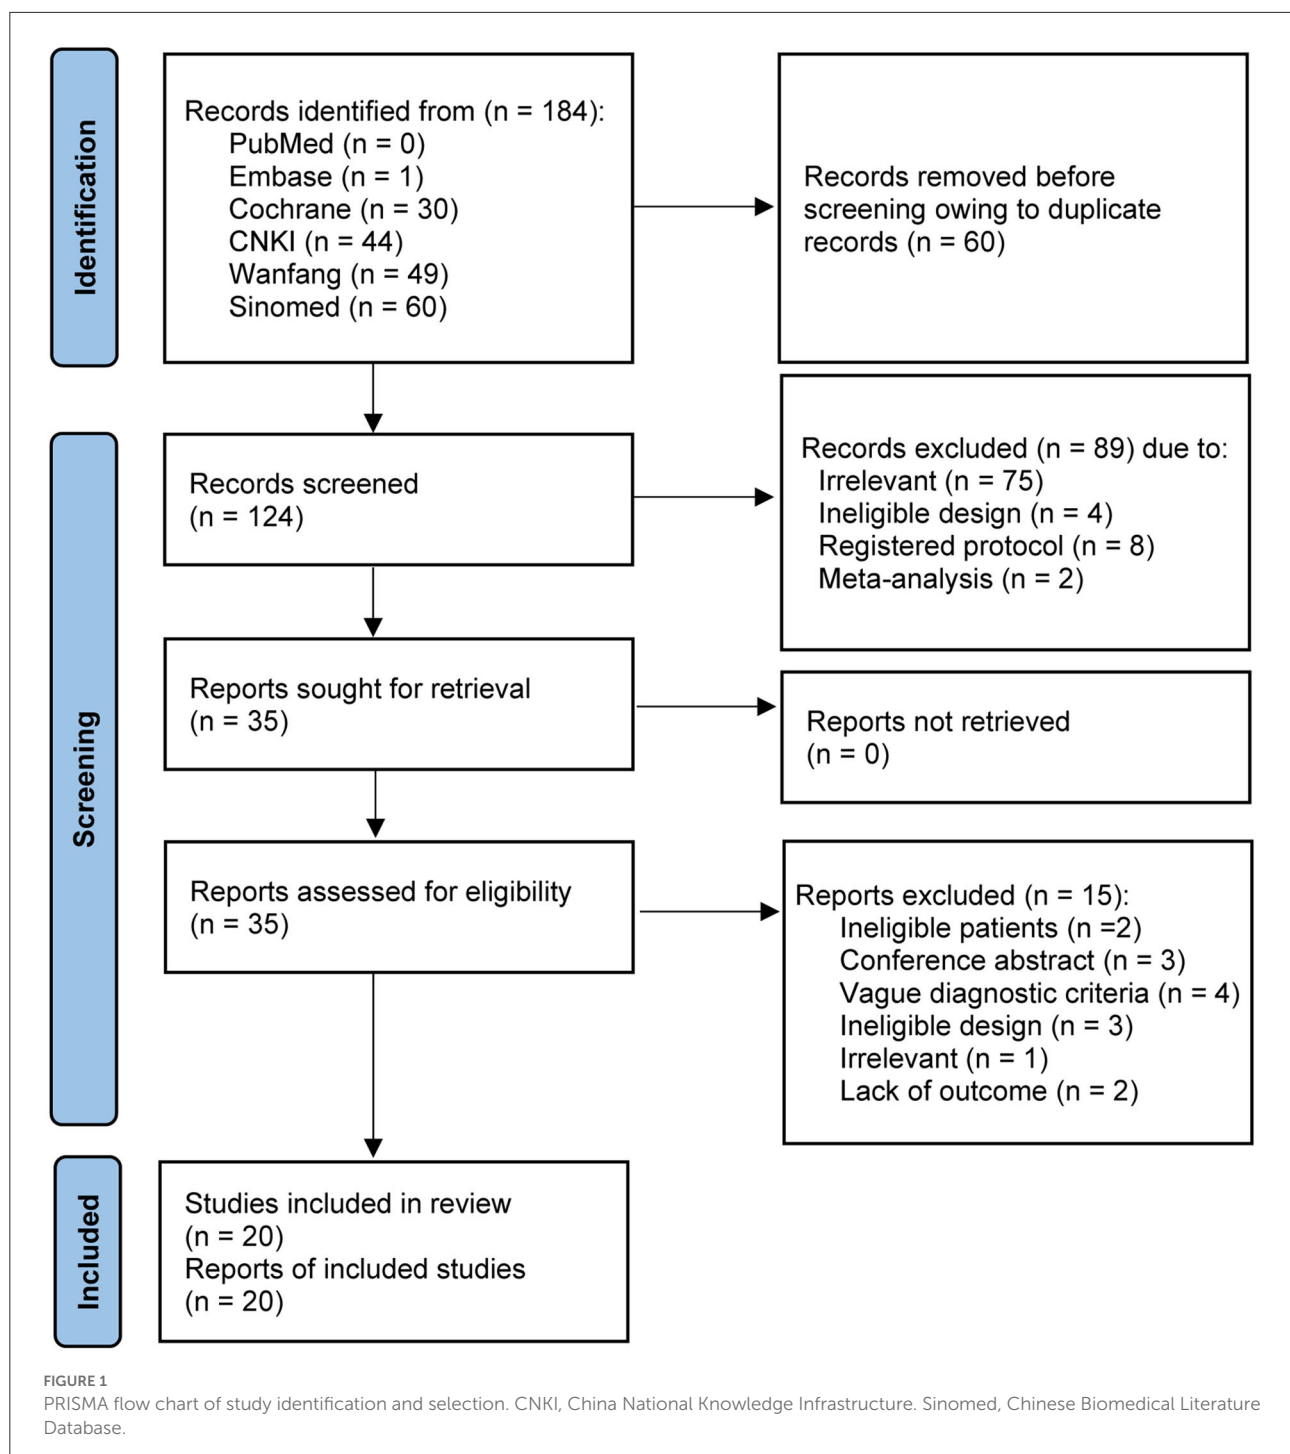 Identification
Records identified from (n = 184):
PubMed (n = 0)
Embase (n = 1)
Cochrane (n = 30)
CNKI (n = 44)
Wanfang (n = 49)
Sinomed (n = 60)
Records removed before
screening owing to duplicate
records (n = 60)
Screening
Records screened
(n = 124)
Records excluded (n = 89) due to:
Irrelevant (n = 75)
Ineligible design (n = 4)
Registered protocol (n = 8)
Meta-analysis (n = 2)
Reports sought for retrieval
(n = 35)
Reports not retrieved
(n = 0)
Reports assessed for eligibility
(n = 35)
Reports excluded (n = 15):
Ineligible patients (n =2)
Conference abstract (n = 3)
Vague diagnostic criteria (n = 4)
Ineligible design (n = 3)
Irrelevant (n = 1)
Lack of outcome (n = 2)
Included
Studies included in review
(n = 20)
Reports of included studies
(n = 20)
FIGURE 1
PRISMA flow chart of study identification and selection. CNKI, China National Knowledge Infrastructure. Sinomed, Chinese Biomedical Literature
Database.